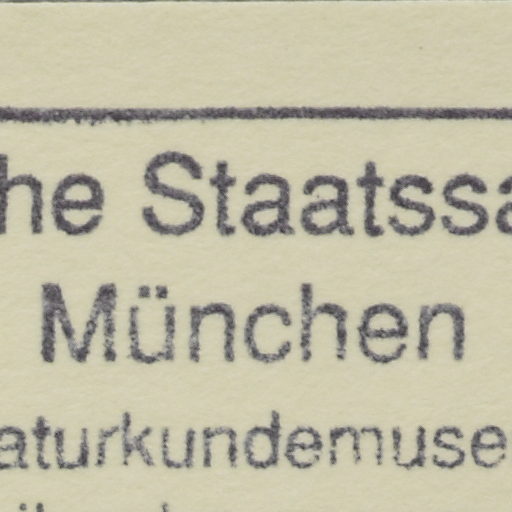 he Staatssa
München
aturkundemuse